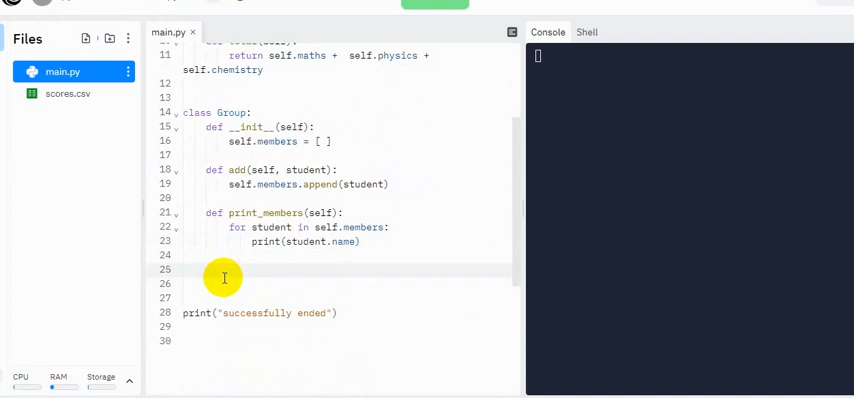 Files
main.py
scores.csv
CPU
RAM
Storage
main.py ×
11 return self.maths + self.physics +
self.chemistry
12
13
14 class Group:
15 def __init__(self):
16 self.members = [ ]
17
18 def add(self, student):
19 self.members.append(student)
20
21 def print_members(self):
22 for student in self.members:
23 print(student.name)
24
25
26
27
28 print("successfully ended")
29
30
Console
Shell